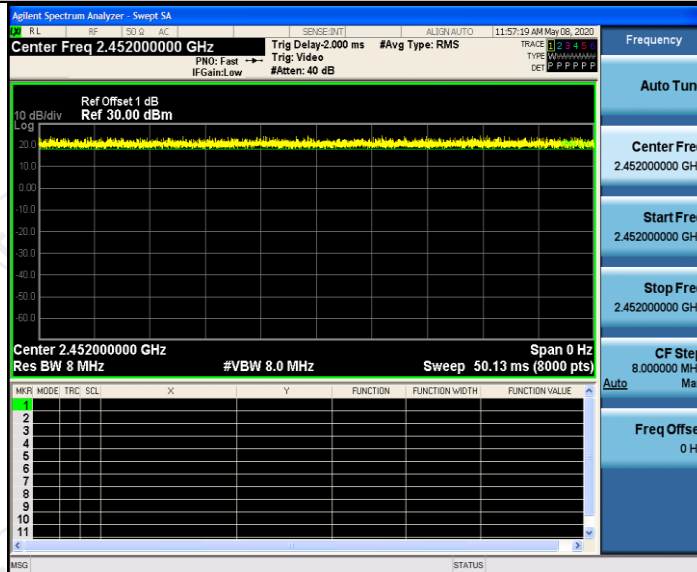 Agilent Spectrum Analyzer - Swept SA
RL RF 50 Ω AC SENSE:INT ALIGN AUTO 11:57:19 AM May 08, 2020
Center Freq 2.452000000 GHz
PNO: Fast
IFGain:Low
Trig Delay-2.000 ms
Trig: Video
#Atten: 40 dB
#Avg Type: RMS
TRACE 1 2 3 4 5 6
TYPE
DET P P P P P P
Ref Offset 1 dB
10 dB/div Ref 30.00 dBm
Log
20.0
10.0
0.00
-10.0
-20.0
-30.0
-40.0
-50.0
-60.0
Center 2.452000000 GHz Span 0 Hz
Res BW 8 MHz #VBW 8.0 MHz Sweep 50.13 ms (8000 pts)
MKR MODE TRC SCL X Y FUNCTION FUNCTION WIDTH FUNCTION VALUE
1
2
3
4
5
6
7
8
9
10
11
MSG STATUS
Frequency
Auto Tun
Center Fre
2.452000000 GH
Start Fre
2.452000000 GH
Stop Fre
2.452000000 GH
CF Ste
8.000000 MH
Auto Ma
Freq Offse
0 H